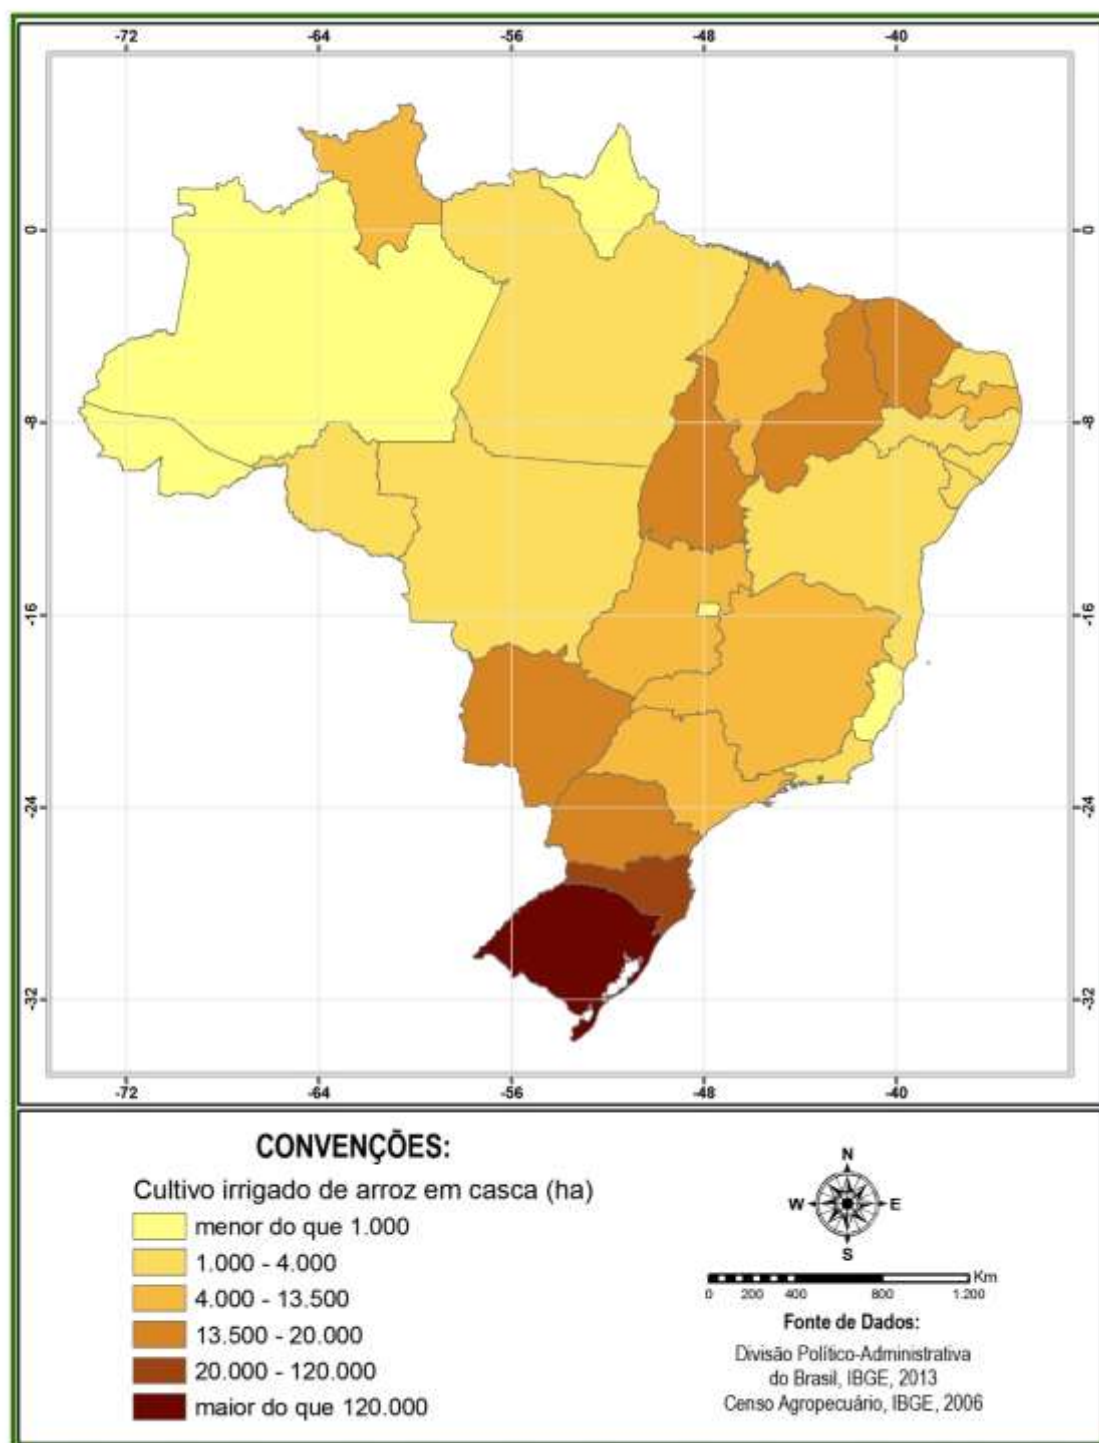 -72 -64 -56 -48 -40
0 0
-8 -8
-16 -16
-24 -24
-32 -32
-72 -64 -56 -48 -40
CONVENÇÕES:
Cultivo irrigado de arroz em casca (ha)
menor do que 1.000
1.000 - 4.000
4.000 - 13.500
13.500 - 20.000
20.000 - 120.000
maior do que 120.000
N
W E
S
Km
0 200 400 800 1.200
Fonte de Dados:
Divisão Político-Administrativa
do Brasil, IBGE, 2013
Censo Agropecuário, IBGE, 2006